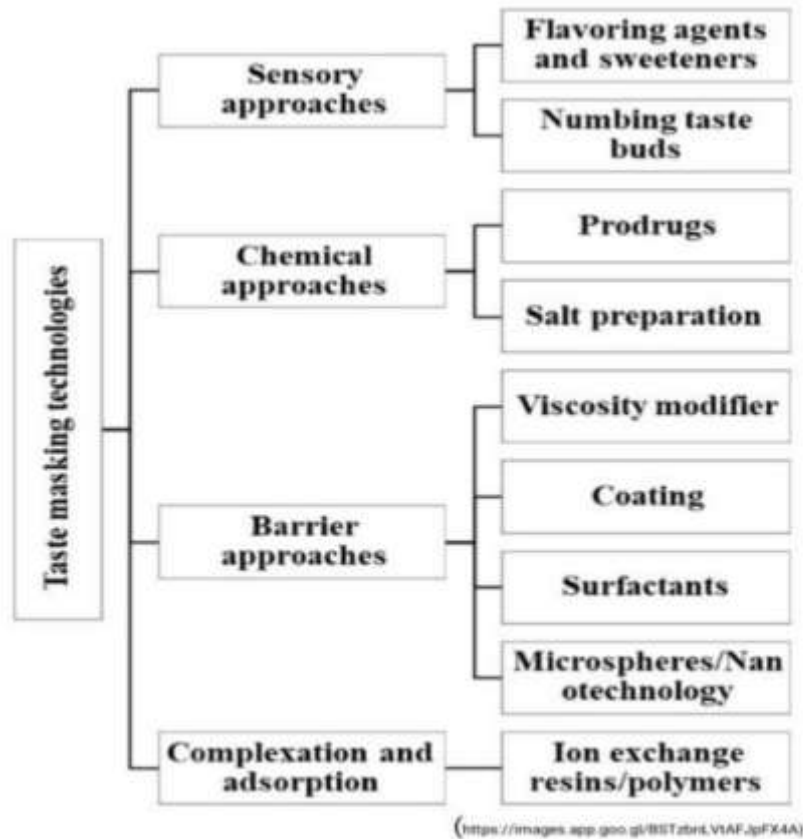 Flavoring agents
and sweeteners
Sensory
approaches
Numbing taste
buds
Prodrugs
Chemical
approaches
Salt preparation
Taste masking technologies
Viscosity modifier
Coating
Barrier
approaches
Surfactants
Microspheres/Nan
otechnology
Complexation and
adsorption
Ion exchange
resins/polymers